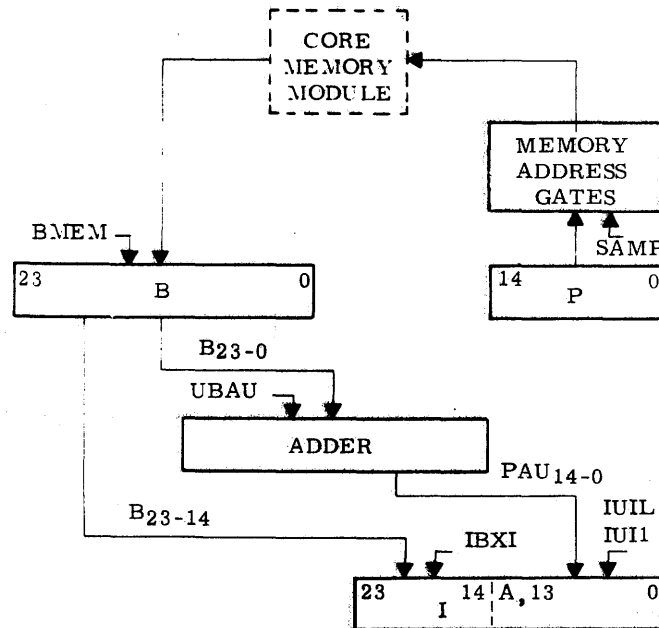 CORE
MEMORY
MODULE
MEMORY
ADDRESS
GATES
BMEM
SAMP
23 B 0
14 P 0
B23-0
UBAU
ADDER
PAU14-0
B23-14
IUIL
IBXI
IUI1
23 I 14 A, 13 0